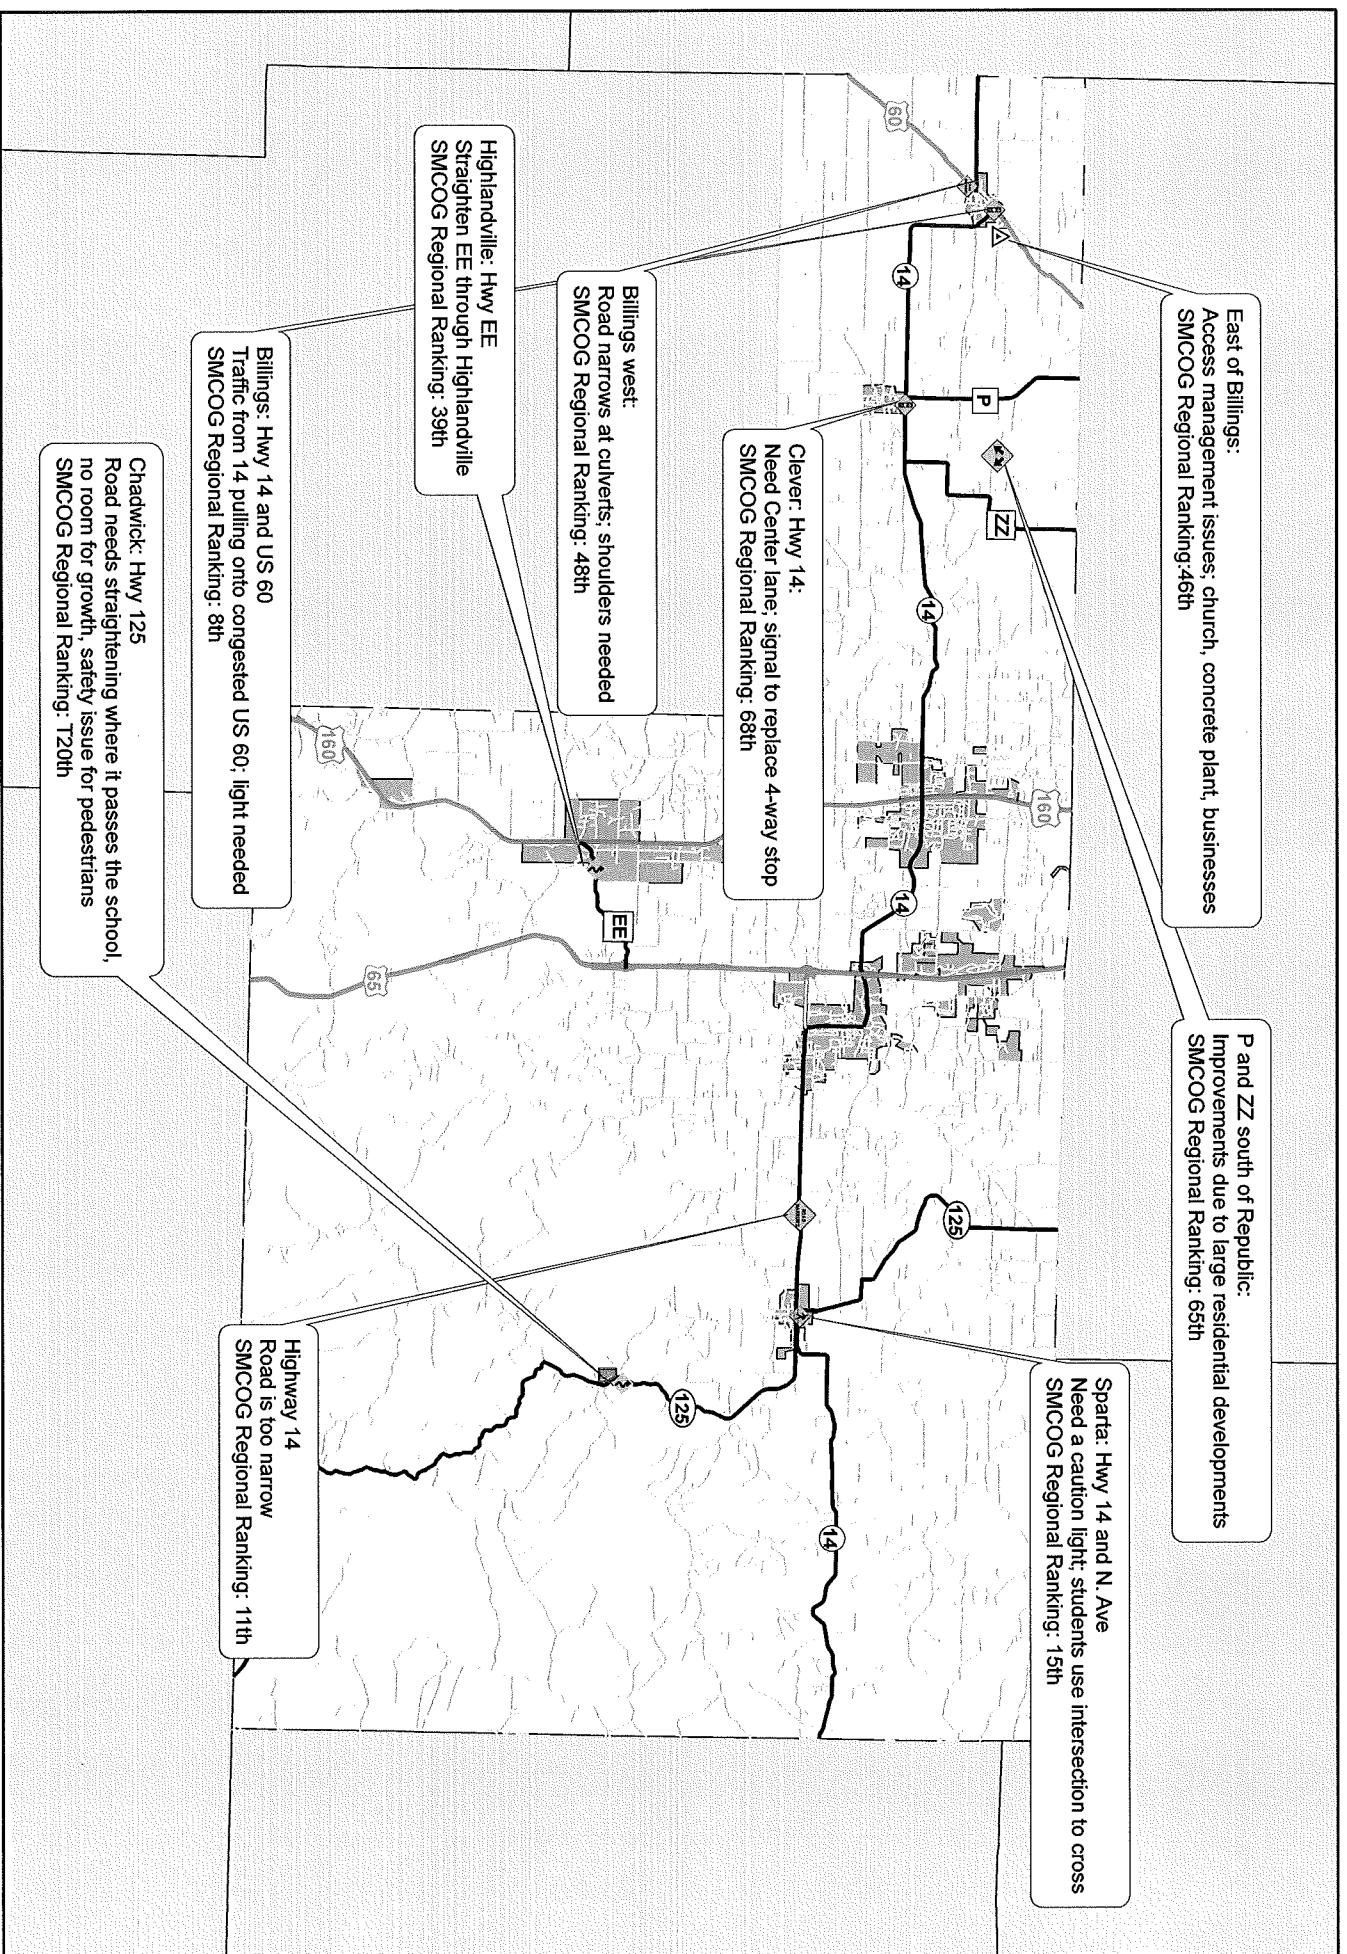 East of Billings:
Access management issues; church, concrete plant, businesses
SMCOG Regional Ranking:46th
P and ZZ south of Republic:
Improvements due to large residential developments
SMCOG Regional Ranking: 65th
Sparta: Hwy 14 and N. Ave
Need a caution light; students use intersection to cross
SMCOG Regional Ranking: 15th
60
14
P
ZZ
14
160
14
125
Clever: Hwy 14:
Need Center lane; signal to replace 4-way stop
SMCOG Regional Ranking: 68th
Billings west:
Road narrows at culverts; shoulders needed
SMCOG Regional Ranking: 48th
Highlandville: Hwy EE
Straighten EE through Highlandville
SMCOG Regional Ranking: 39th
EE
125
14
160
65
Billings: Hwy 14 and US 60
Traffic from 14 pulling onto congested US 60; light needed
SMCOG Regional Ranking: 8th
Highway 14
Road is too narrow
SMCOG Regional Ranking: 11th
Chadwick: Hwy 125
Road needs straightening where it passes the school,
no room for growth, safety issue for pedestrians
SMCOG Regional Ranking: T20th